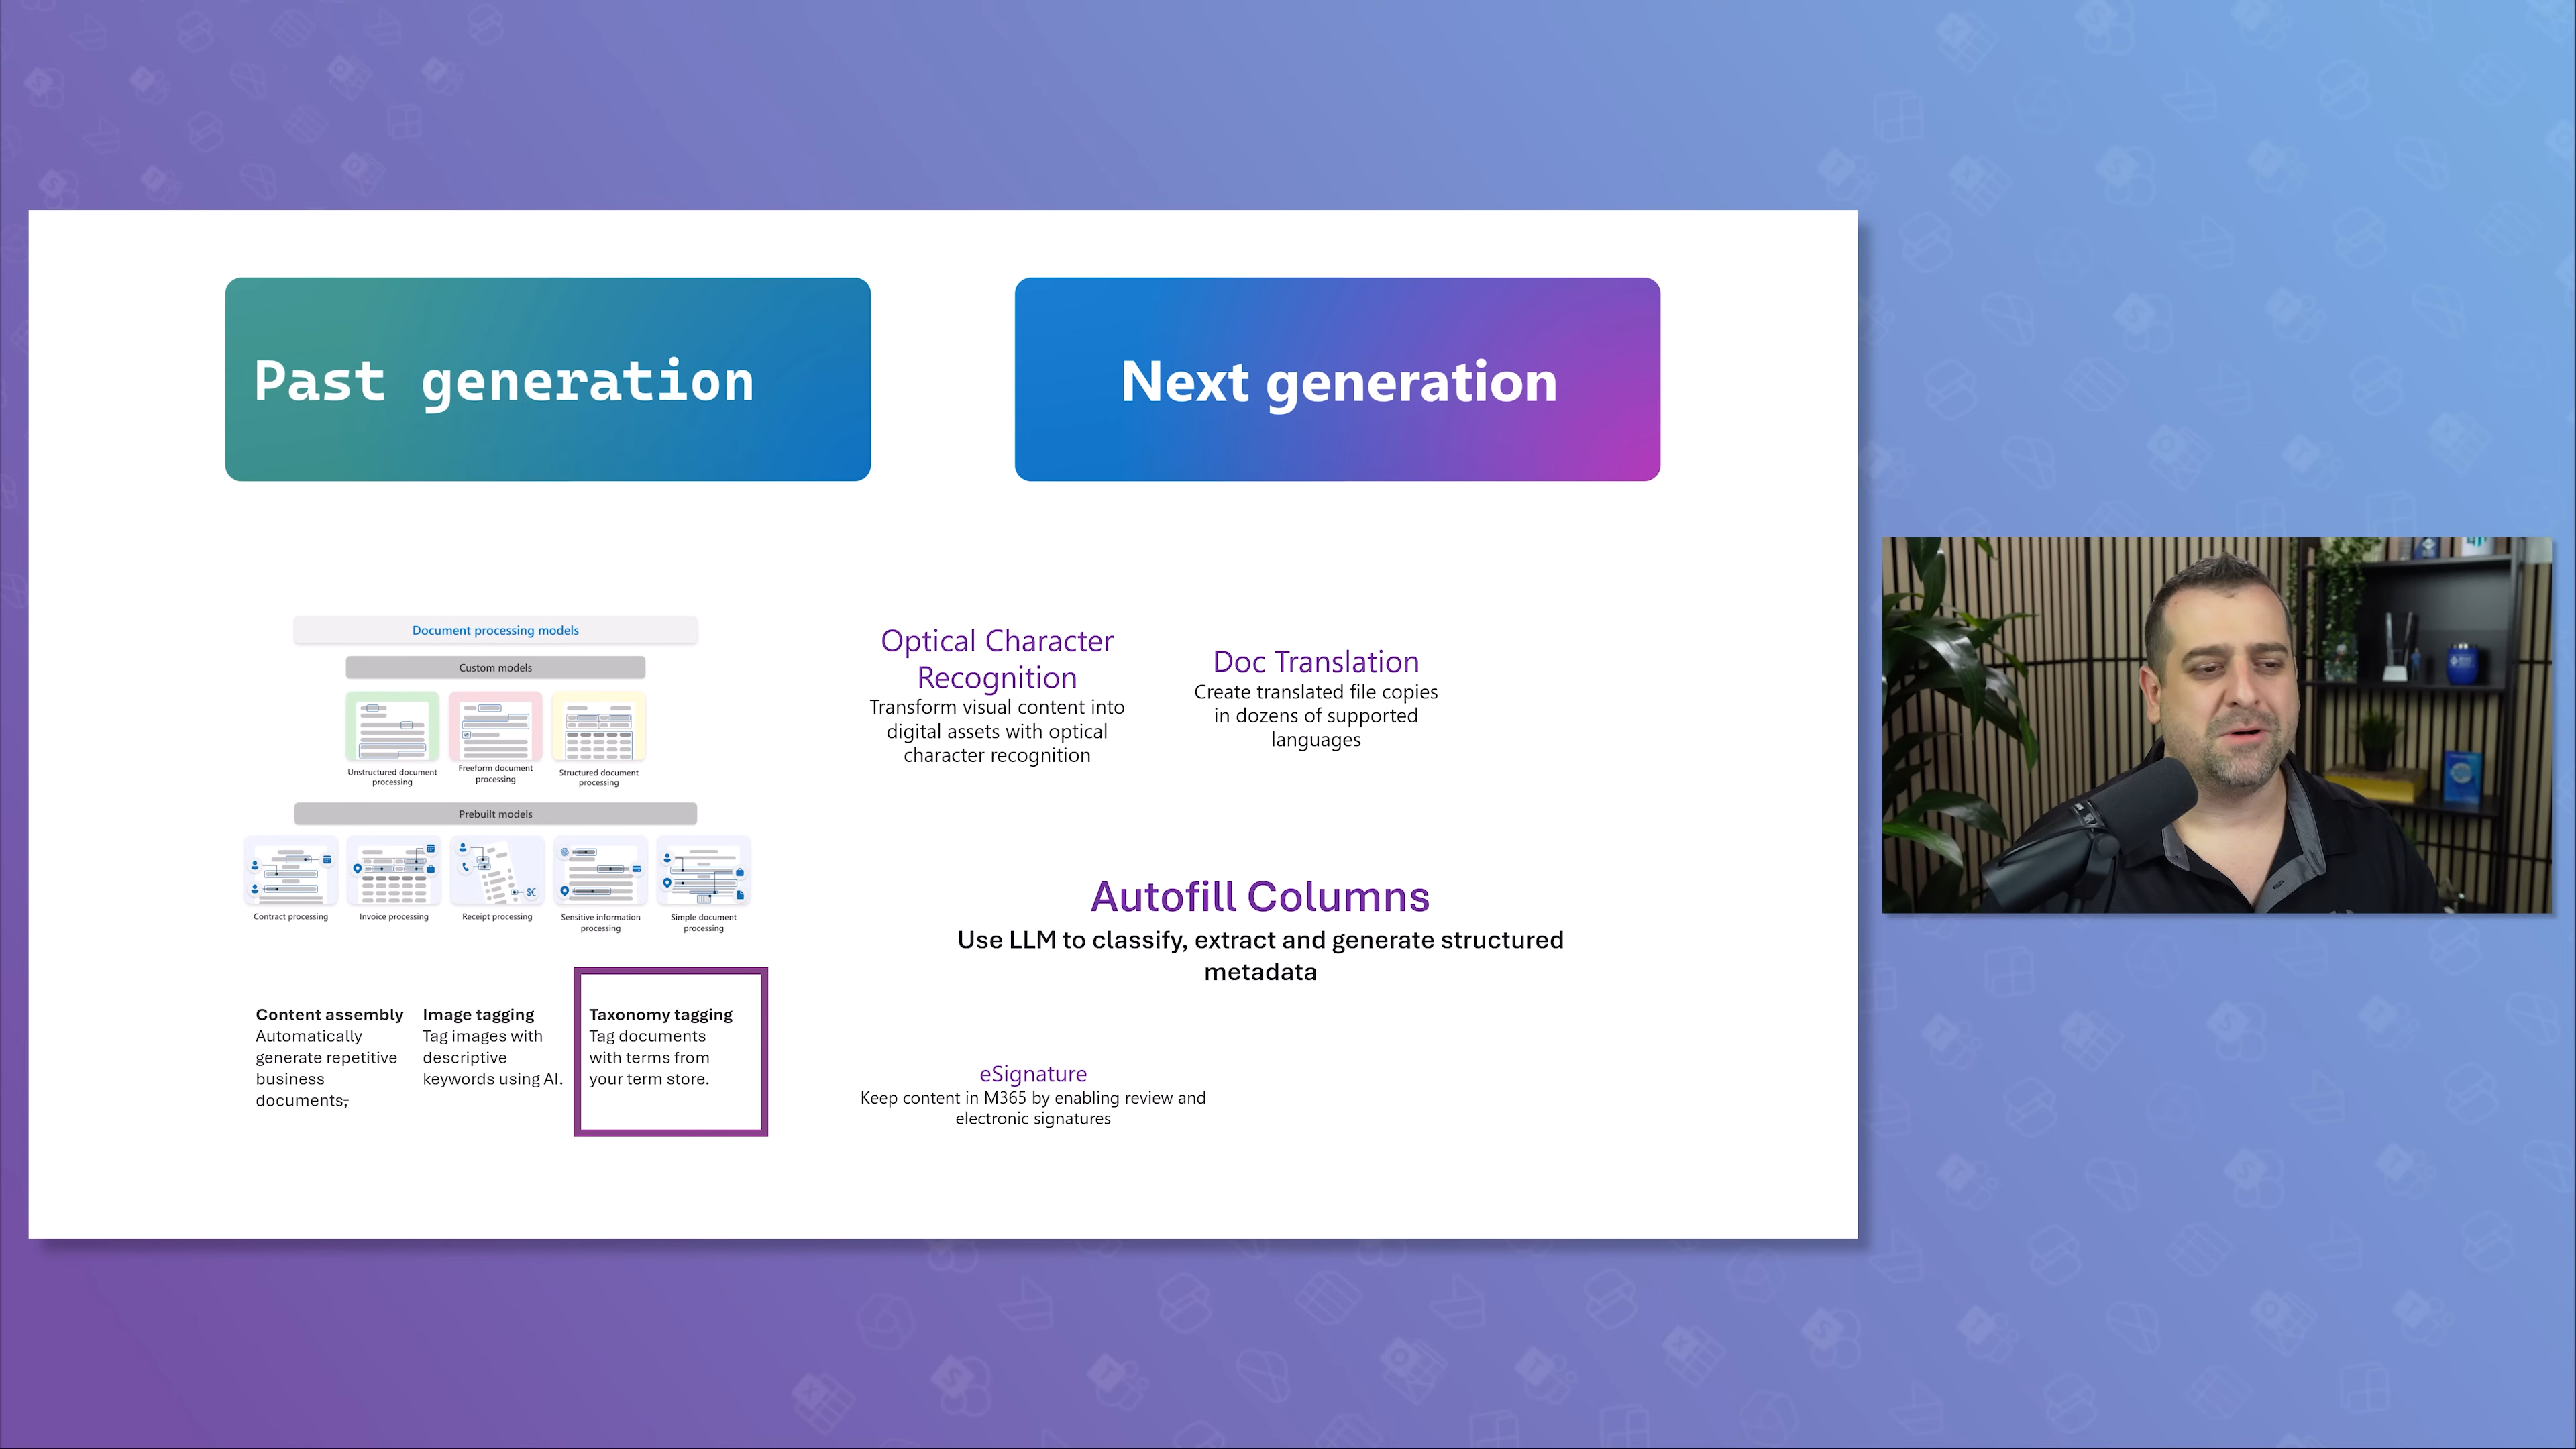 Past generation
Next generation
Document processing models
Custom models
Unstructured document
processing
Freeform document
processing
Structured document
processing
Prebuilt models
Contract processing
Invoice processing
Receipt processing
Sensitive information
processing
Simple document
processing
Content assembly
Automatically
generate repetitive
business
documents,
Image tagging
Tag images with
descriptive
keywords using AI.
Taxonomy tagging
Tag documents
with terms from
your term store.
Optical Character
Recognition
Transform visual content into
digital assets with optical
character recognition
Doc Translation
Create translated file copies
in dozens of supported
languages
Autofill Columns
Use LLM to classify, extract and generate structured
metadata
eSignature
Keep content in M365 by enabling review and
electronic signatures